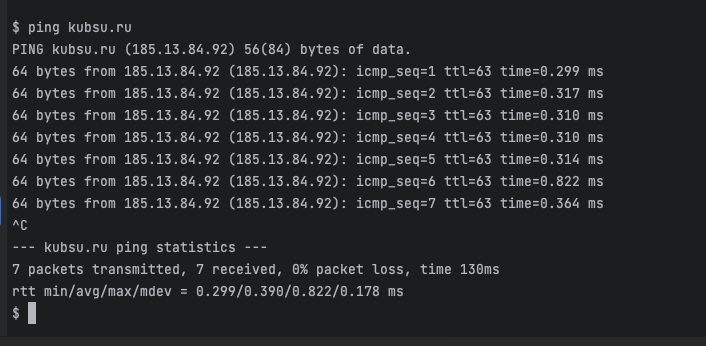 $ ping kubsu.ru
PING kubsu.ru (185.13.84.92) 56(84) bytes of data.
64 bytes from 185.13.84.92 (185.13.84.92): icmp_seq=1 ttl=63 time=0.299 ms
64 bytes from 185.13.84.92 (185.13.84.92): icmp_seq=2 ttl=63 time=0.317 ms
64 bytes from 185.13.84.92 (185.13.84.92): icmp_seq=3 ttl=63 time=0.310 ms
64 bytes from 185.13.84.92 (185.13.84.92): icmp_seq=4 ttl=63 time=0.310 ms
64 bytes from 185.13.84.92 (185.13.84.92): icmp_seq=5 ttl=63 time=0.314 ms
64 bytes from 185.13.84.92 (185.13.84.92): icmp_seq=6 ttl=63 time=0.822 ms
64 bytes from 185.13.84.92 (185.13.84.92): icmp_seq=7 ttl=63 time=0.364 ms
^C
--- kubsu.ru ping statistics ---
7 packets transmitted, 7 received, 0% packet loss, time 130ms
rtt min/avg/max/mdev = 0.299/0.390/0.822/0.178 ms
$